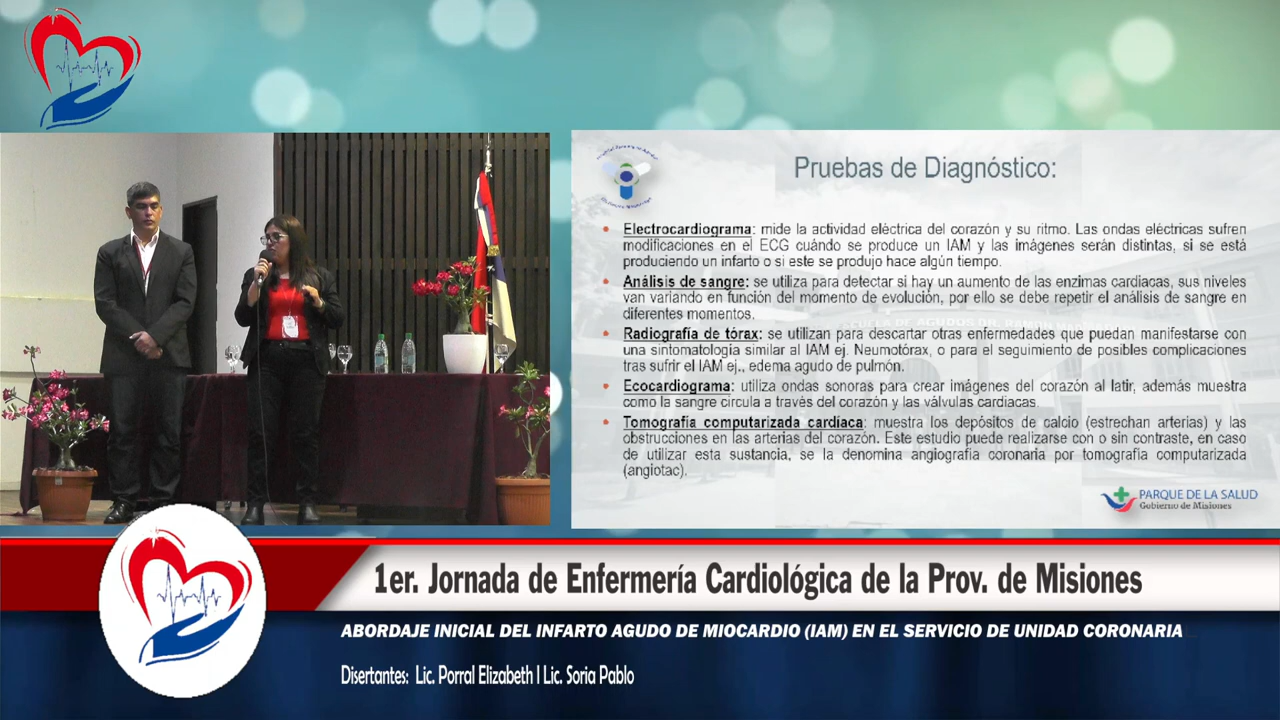 Pruebas de Diagnóstico:
• Electrocardiograma: mide la actividad eléctrica del corazón y su ritmo. Las ondas eléctricas sufren
modificaciones en el ECG cuándo se produce un IAM y las imágenes serán distintas, si se está
produciendo un infarto o si este se produjo hace algún tiempo.
• Análisis de sangre: se utiliza para detectar si hay un aumento de las enzimas cardiacas, sus niveles
van variando en función del momento de evolución, por ello se debe repetir el análisis de sangre en
diferentes momentos.
• Radiografía de tórax: se utilizan para descartar otras enfermedades que puedan manifestarse con
una sintomatología similar al IAM ej. Neumotórax, o para el seguimiento de posibles complicaciones
tras sufrir el IAM ej., edema agudo de pulmón.
• Ecocardiograma: utiliza ondas sonoras para crear imágenes del corazón al latir, además muestra
como la sangre circula a través del corazón y las válvulas cardiacas.
• Tomografía computarizada cardíaca: muestra los depósitos de calcio (estrechan arterias) y las
obstrucciones en las arterias del corazón. Este estudio puede realizarse con o sin contraste, en caso
de utilizar esta sustancia, se la denomina angiografía coronaria por tomografía computarizada
(angiotac).
PARQUE DE LA SALUD
Gobierno de Misiones
1er. Jornada de Enfermería Cardiológica de la Prov. de Misiones
ABORDAJE INICIAL DEL INFARTO AGUDO DE MIOCARDIO (IAM) EN EL SERVICIO DE UNIDAD CORONARIA
Disertantes: Lic. Porral Elizabeth I Lic. Soria Pablo